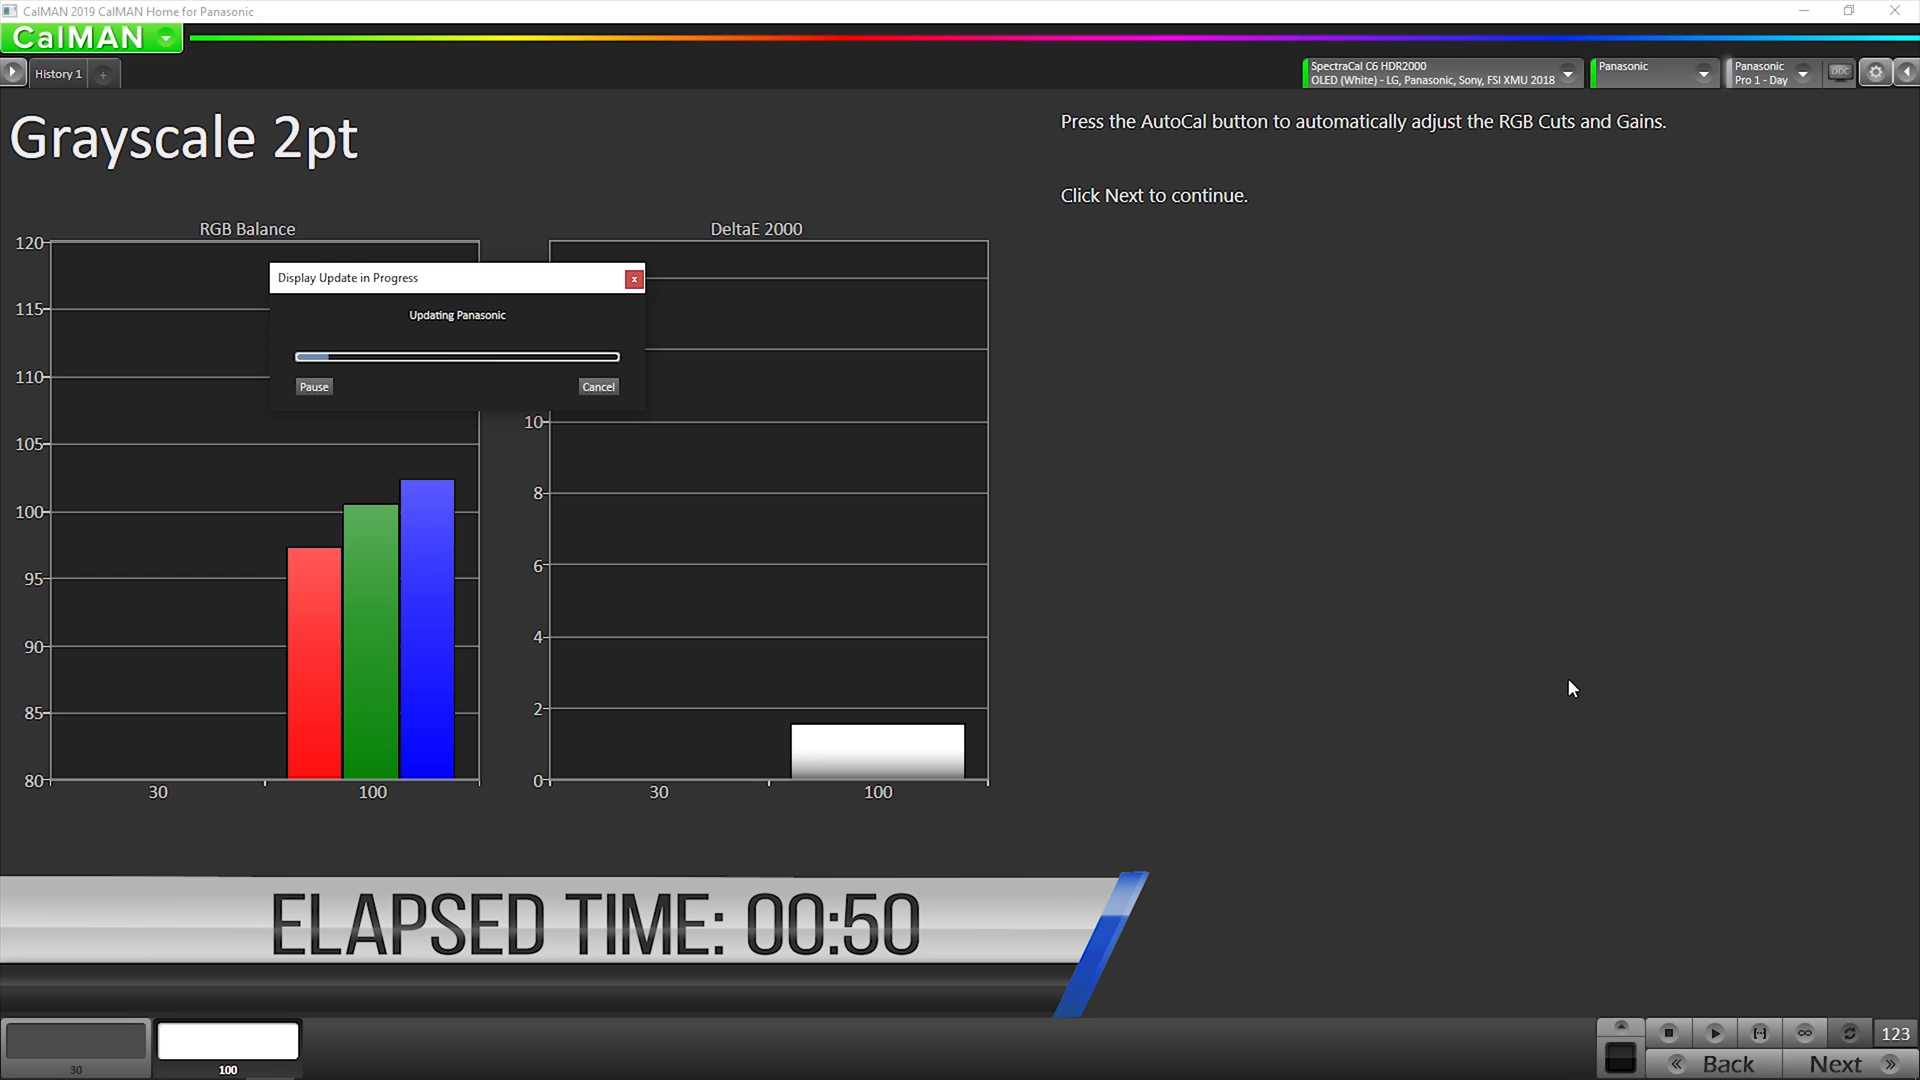 CalMAN 2019 CalMAN Home for Panasonic
CalMAN
History 1
+
SpectraCal C6 HDR2000
OLED (White) - LG, Panasonic, Sony, FSI XMU 2018
Panasonic
Panasonic
Pro 1 - Day
DDC
Grayscale 2pt
Press the AutoCal button to automatically adjust the RGB Cuts and Gains.
Click Next to continue.
RGB Balance
120
115
110
105
100
95
90
85
80
30
100
Display Update in Progress
x
Updating Panasonic
Pause
Cancel
DeltaE 2000
10
8
6
4
2
0
30
100
ELAPSED TIME: 00:50
30
100
123
Back
Next